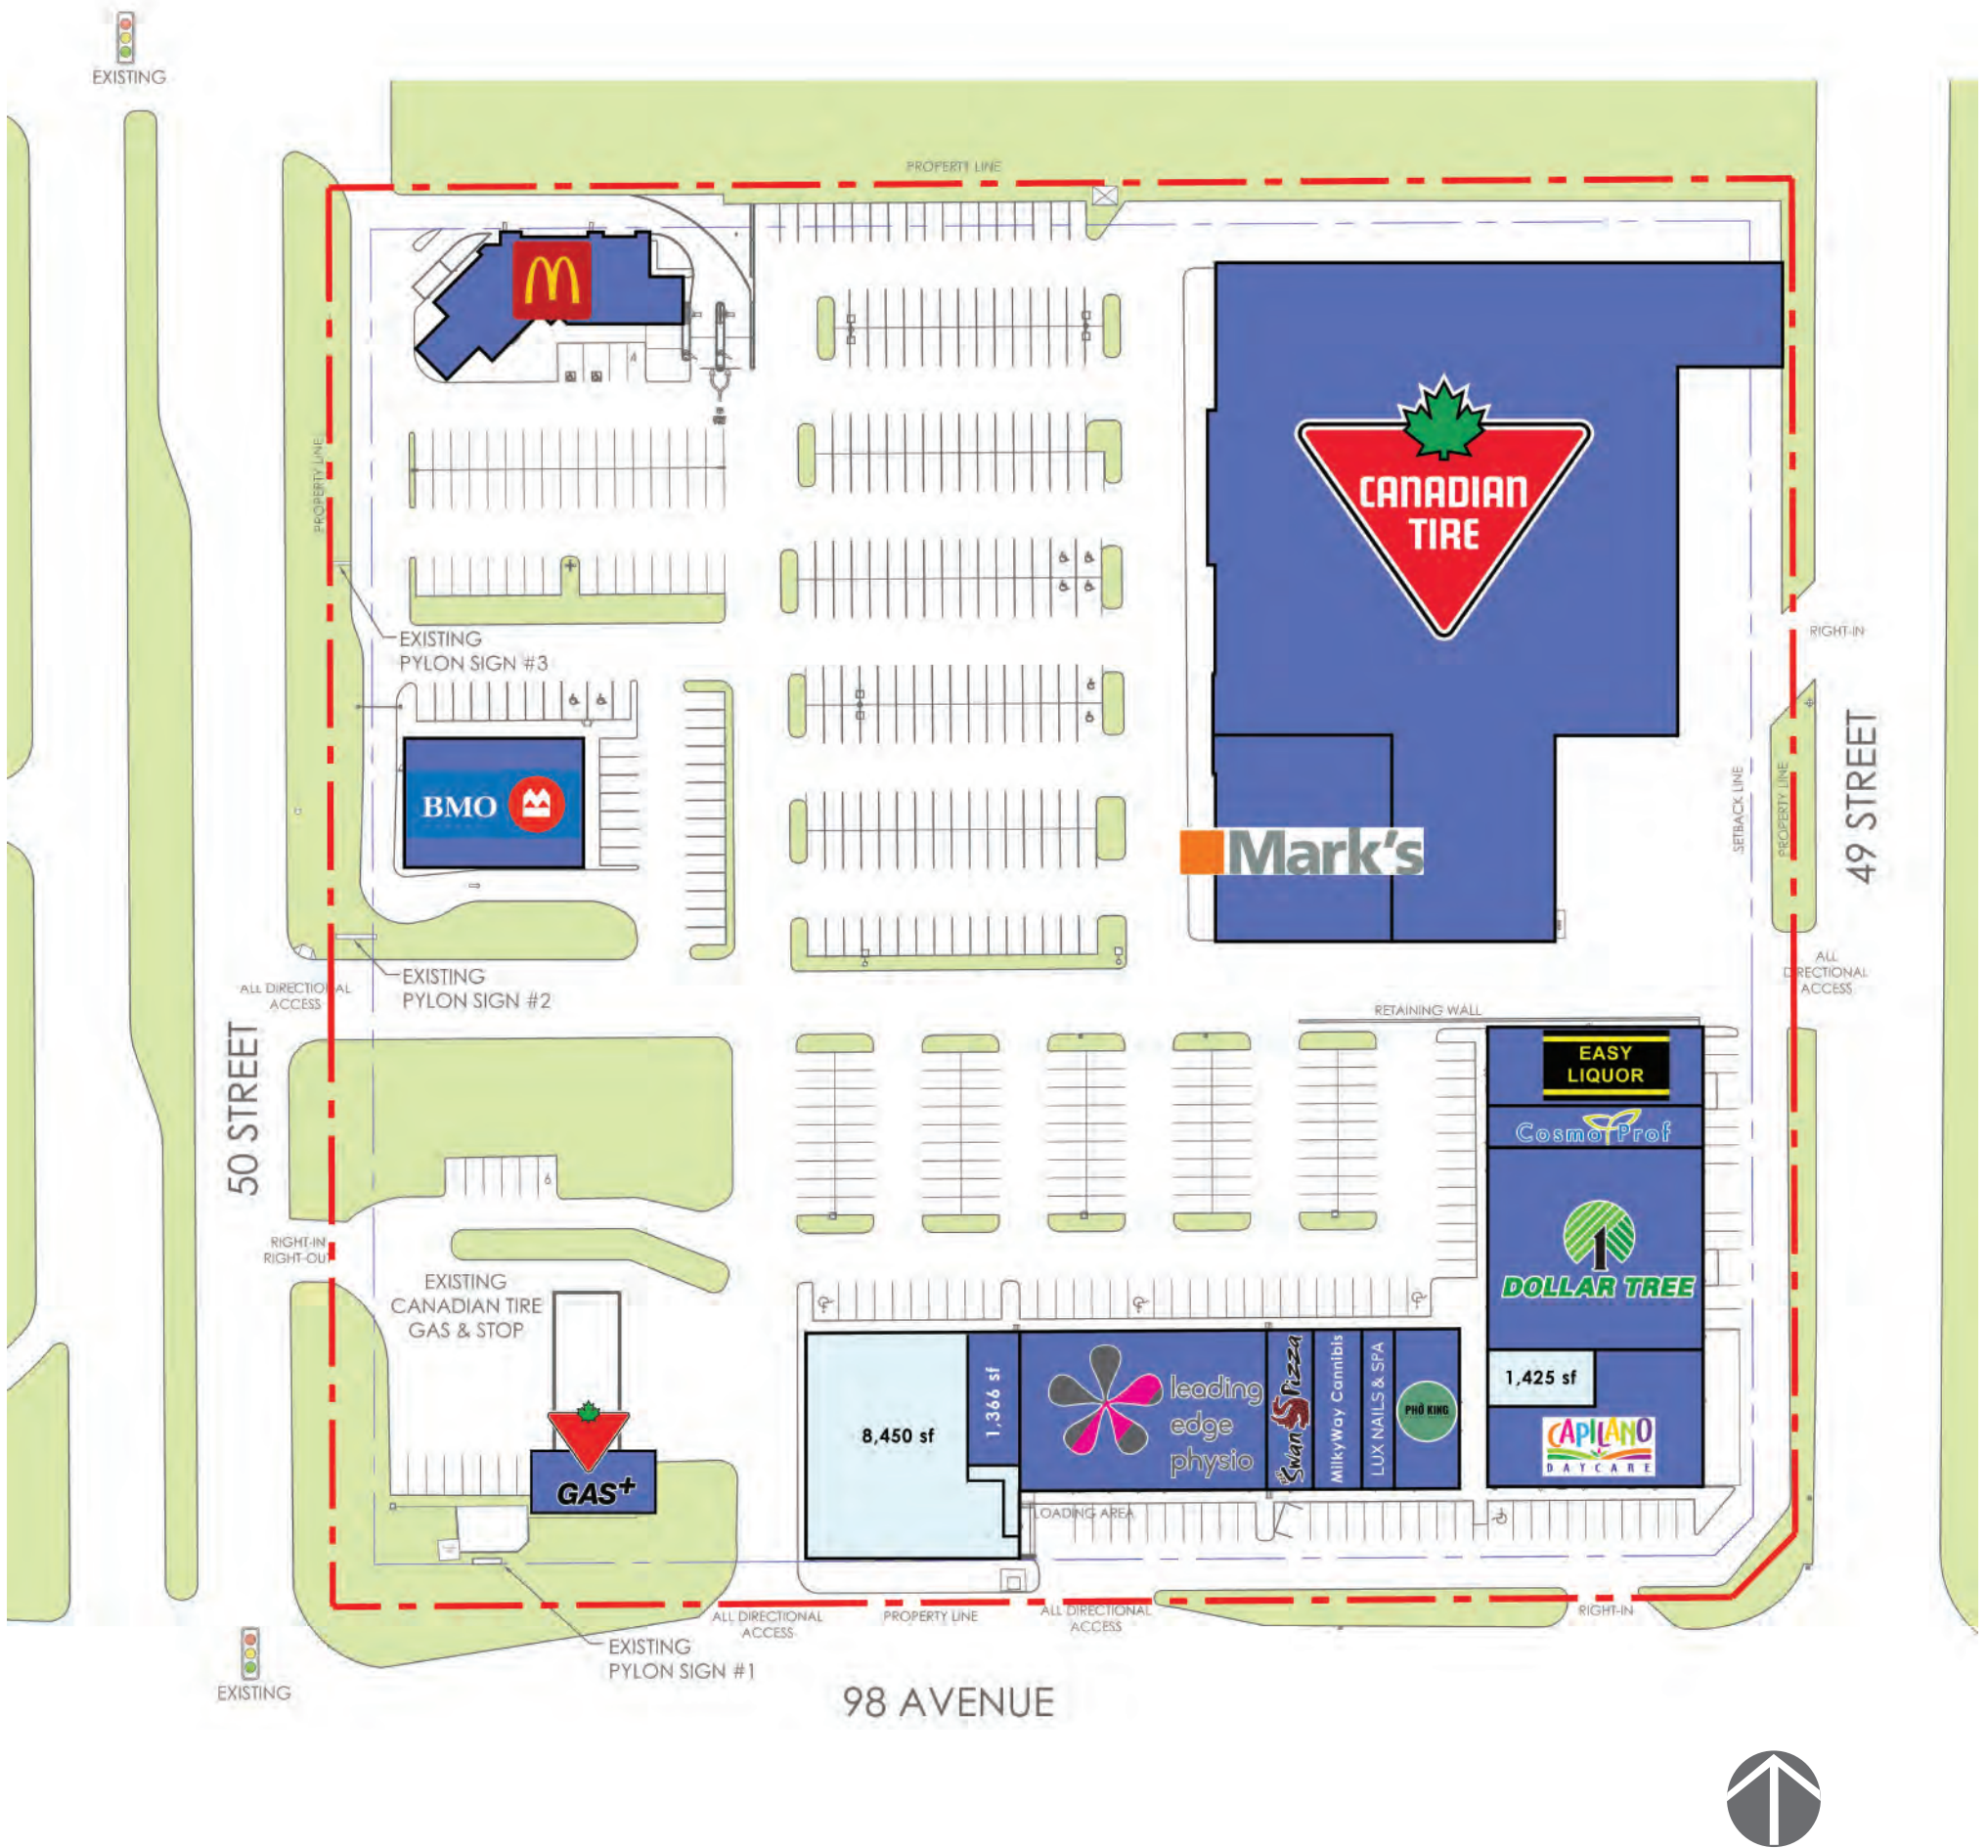 EXISTING
PROPERTY LINE
CANADIAN
TIRE
PROPERTY LINE
EXISTING
PYLON SIGN #3
RIGHT-IN
49 STREET
BMO
Mark's
SETBACK LINE
PROPERTY LINE
EXISTING
PYLON SIGN #2
ALL DIRECTIONAL
ACCESS
ALL
DIRECTIONAL
ACCESS
RETAINING WALL
50 STREET
EASY
LIQUOR
CosmoProf
1
DOLLAR TREE
RIGHT-IN
RIGHT-OUT
EXISTING
CANADIAN TIRE
GAS & STOP
GAS+
8,450 sf
1,366 sf
leading
edge
physio
Swan Pizza
MilkyWay Cannibis
LUX NAILS & SPA
PHỞ KING
1,425 sf
CAPILANO
DAYCARE
LOADING AREA
ALL DIRECTIONAL
ACCESS
PROPERTY LINE
ALL DIRECTIONAL
ACCESS
RIGHT-IN
EXISTING
PYLON SIGN #1
EXISTING
98 AVENUE